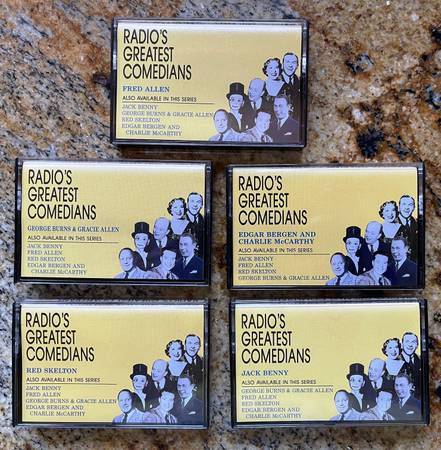 RADIO'S
GREATEST
COMEDIANS
FRED ALLEN
ALSO AVAILABLE IN THIS SERIES
JACK BENNY
GEORGE BURNS & GRACIE ALLEN
RED SKELTON
EDGAR BERGEN AND
CHARLIE McCARTHY
RADIO'S
GREATEST
COMEDIANS
GEORGE BURNS & GRACIE ALLEN
ALSO AVAILABLE IN THIS SERIES
JACK BENNY
FRED ALLEN
RED SKELTON
EDGAR BERGEN AND
CHARLIE McCARTHY
RADIO'S
GREATEST
COMEDIANS
EDGAR BERGEN AND
CHARLIE McCARTHY
ALSO AVAILABLE IN THIS SERIES
JACK BENNY
FRED ALLEN
RED SKELTON
GEORGE BURNS & GRACIE ALLEN
RADIO'S
GREATEST
COMEDIANS
RED SKELTON
ALSO AVAILABLE IN THIS SERIES
JACK BENNY
FRED ALLEN
GEORGE BURNS & GRACIE ALLEN
EDGAR BERGEN AND
CHARLIE McCARTHY
RADIO'S
GREATEST
COMEDIANS
JACK BENNY
ALSO AVAILABLE IN THIS SERIES
GEORGE BURNS & GRACIE ALLEN
FRED ALLEN
RED SKELTON
EDGAR BERGEN AND
CHARLIE McCARTHY